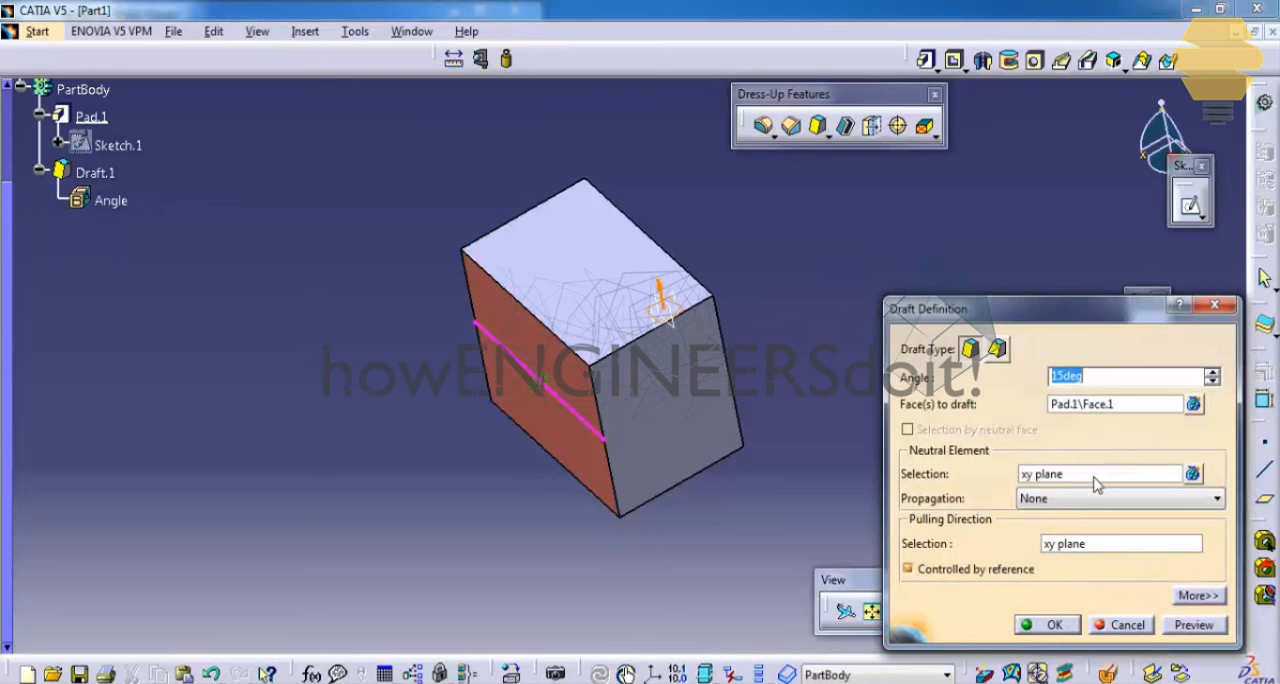 CATIA V5 - [Part1]
Start ENOVIA V5 VPM File Edit View Insert Tools Window Help
PartBody
Pad.1
Sketch.1
Draft.1
Angle
Dress-Up Features
Sk...
howENGINEERSdoit!
Draft Definition
Draft Type:
Angle : 15deg
Face(s) to draft: Pad.1\Face.1
Selection by neutral face
Neutral Element
Selection: xy plane
Propagation: None
Pulling Direction
Selection : xy plane
Controlled by reference
More>>
OK Cancel Preview
View
PartBody
CATIA